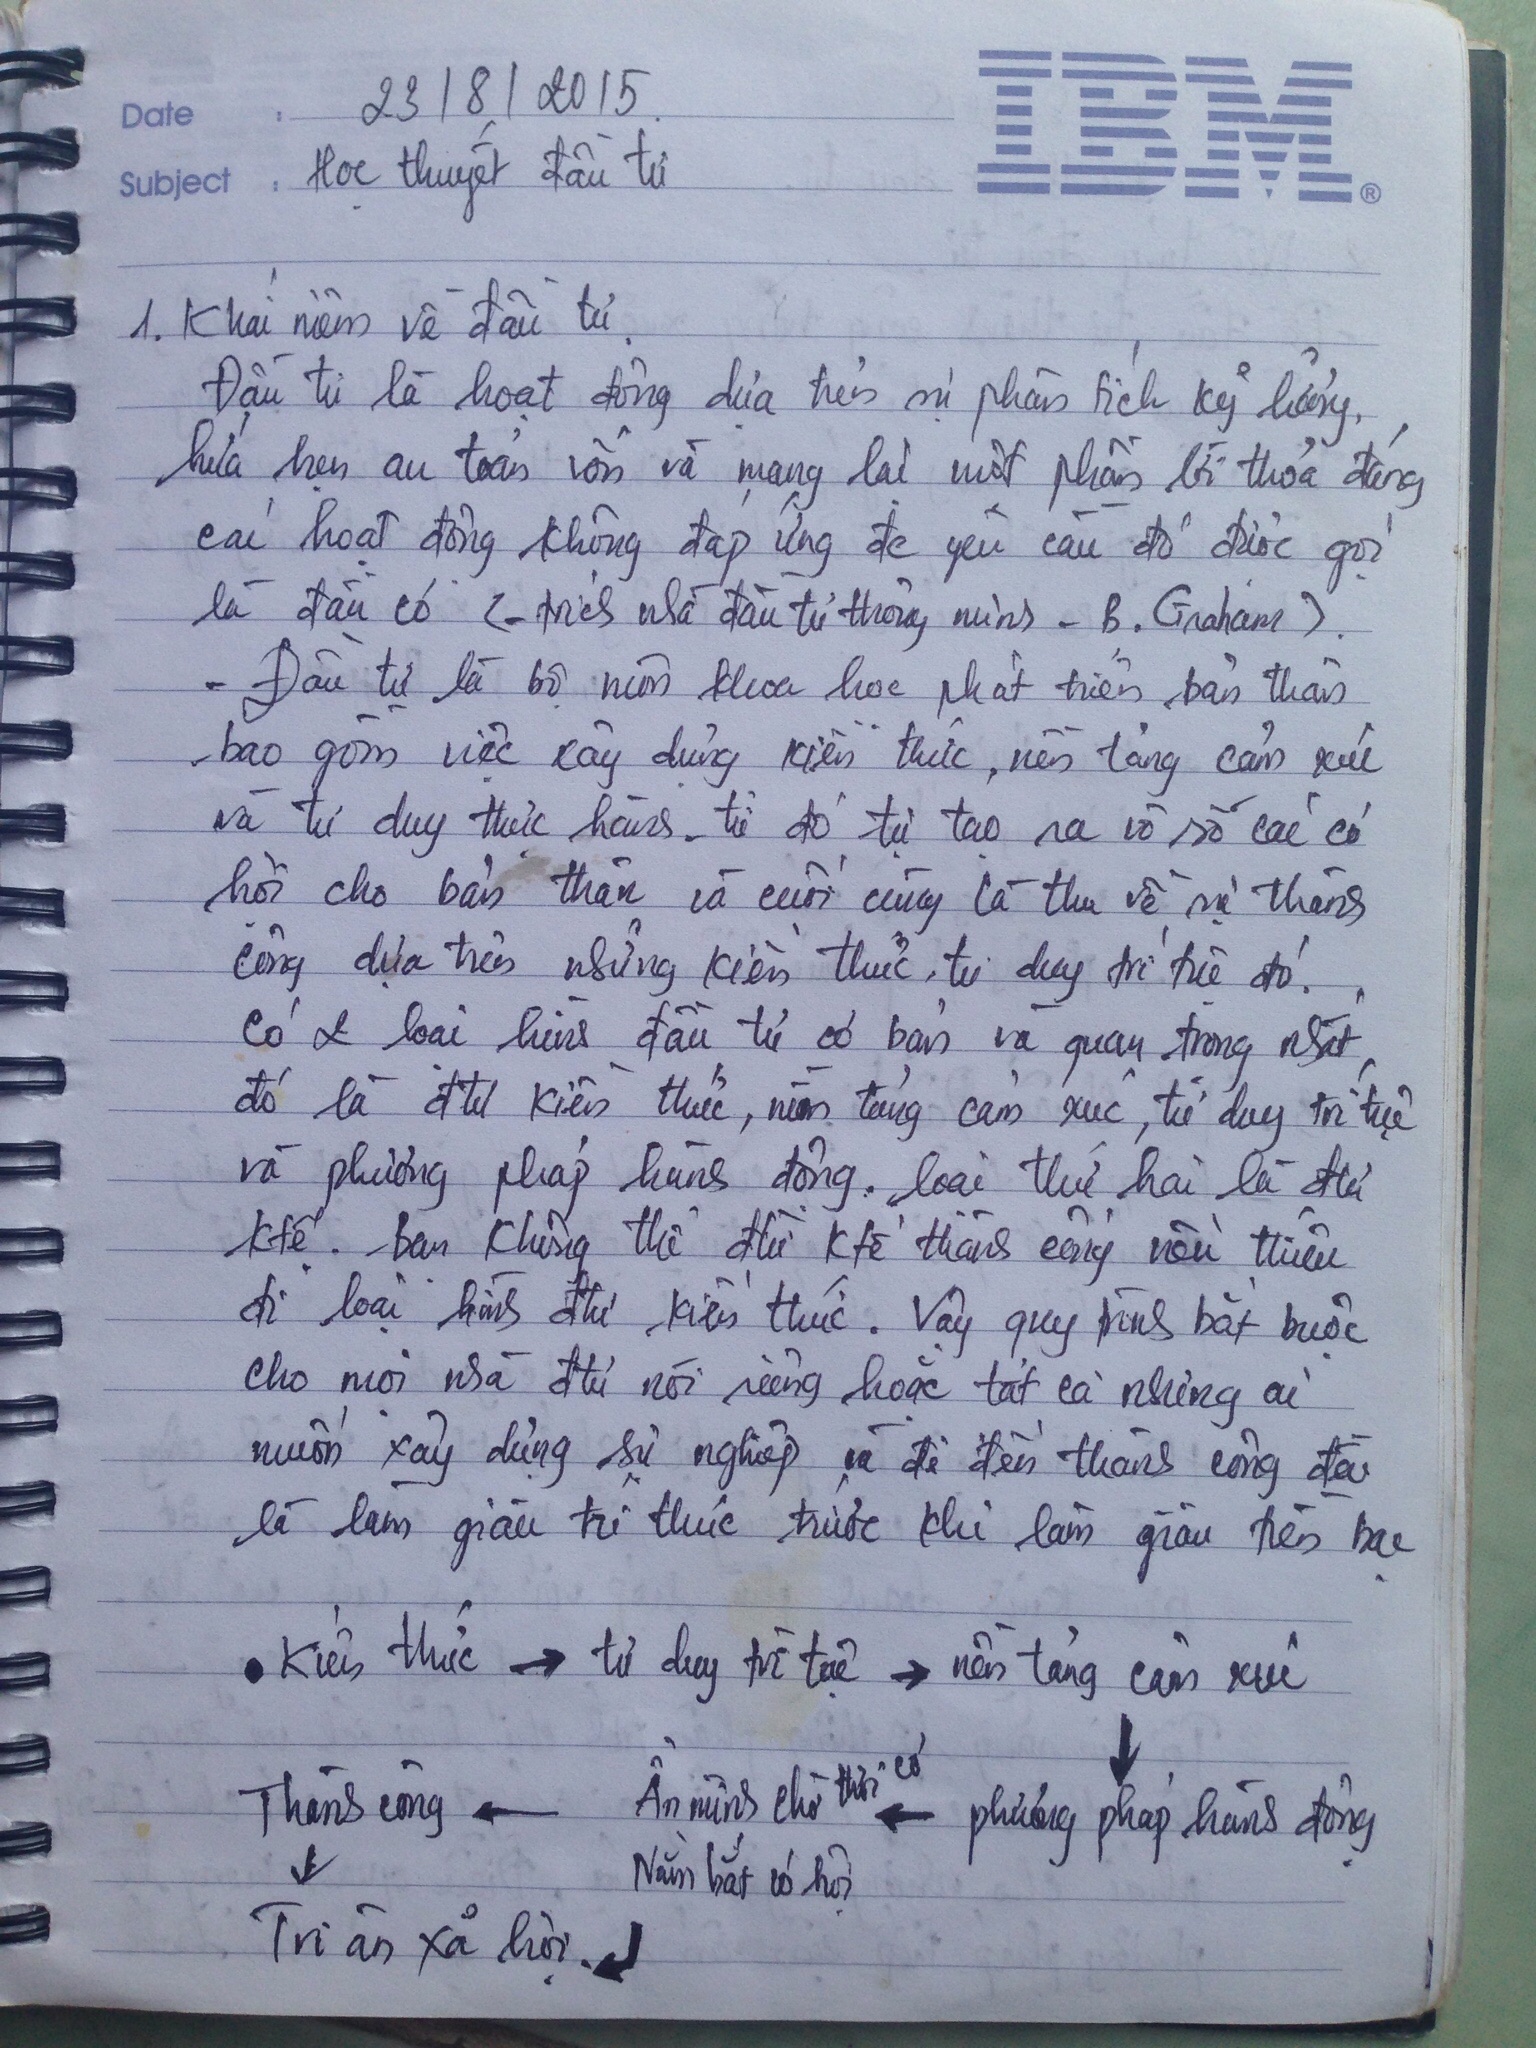 IBM®
Date : 23/8/2015.
Subject : Học thuyết đầu tư
1. Khái niệm về đầu tư.
Đầu tư là hoạt động dựa trên sự phân tích kỹ lưỡng,
hứa hẹn an toàn vốn và mang lại một phần lời thoả đáng
các hoạt động không đáp ứng đc yêu cầu đó được gọi
là đầu cơ (- trích nhà đầu tư thông minh - B. Graham).
- Đầu tư là bộ môn khoa học phát triển bản thân
bao gồm việc xây dựng kiến thức, nền tảng cảm xúc
và tư duy thực hành - từ đó tự tạo ra vô số các cơ
hội cho bản thân và cuối cùng là thu về sự thành
công dựa trên những kiến thức, tư duy trí tuệ đó.
Có 2 loại hình đầu tư cơ bản và quan trọng nhất,
đó là đtư kiến thức, nền tảng cảm xúc, tư duy trí tuệ
và phương pháp hành động. loại thứ hai là đtư
ktế. bạn không thể đtư ktế thành công nếu thiếu
đi loại hình đtư kiến thức. Vậy quy trình bắt buộc
cho mọi nhà đtư nói riêng hoặc tất cả những ai
muốn xây dựng sự nghiệp và đi đến thành công đều
là làm giàu tri thức trước khi làm giàu tiền bạc
• Kiến thức → tư duy trí tuệ → nền tảng cảm xúc
↓
Thành công ← Ẩn mình chờ thời cơ ← phương pháp hành động
↓ Nắm bắt cơ hội
Tri ân xã hội. ↲